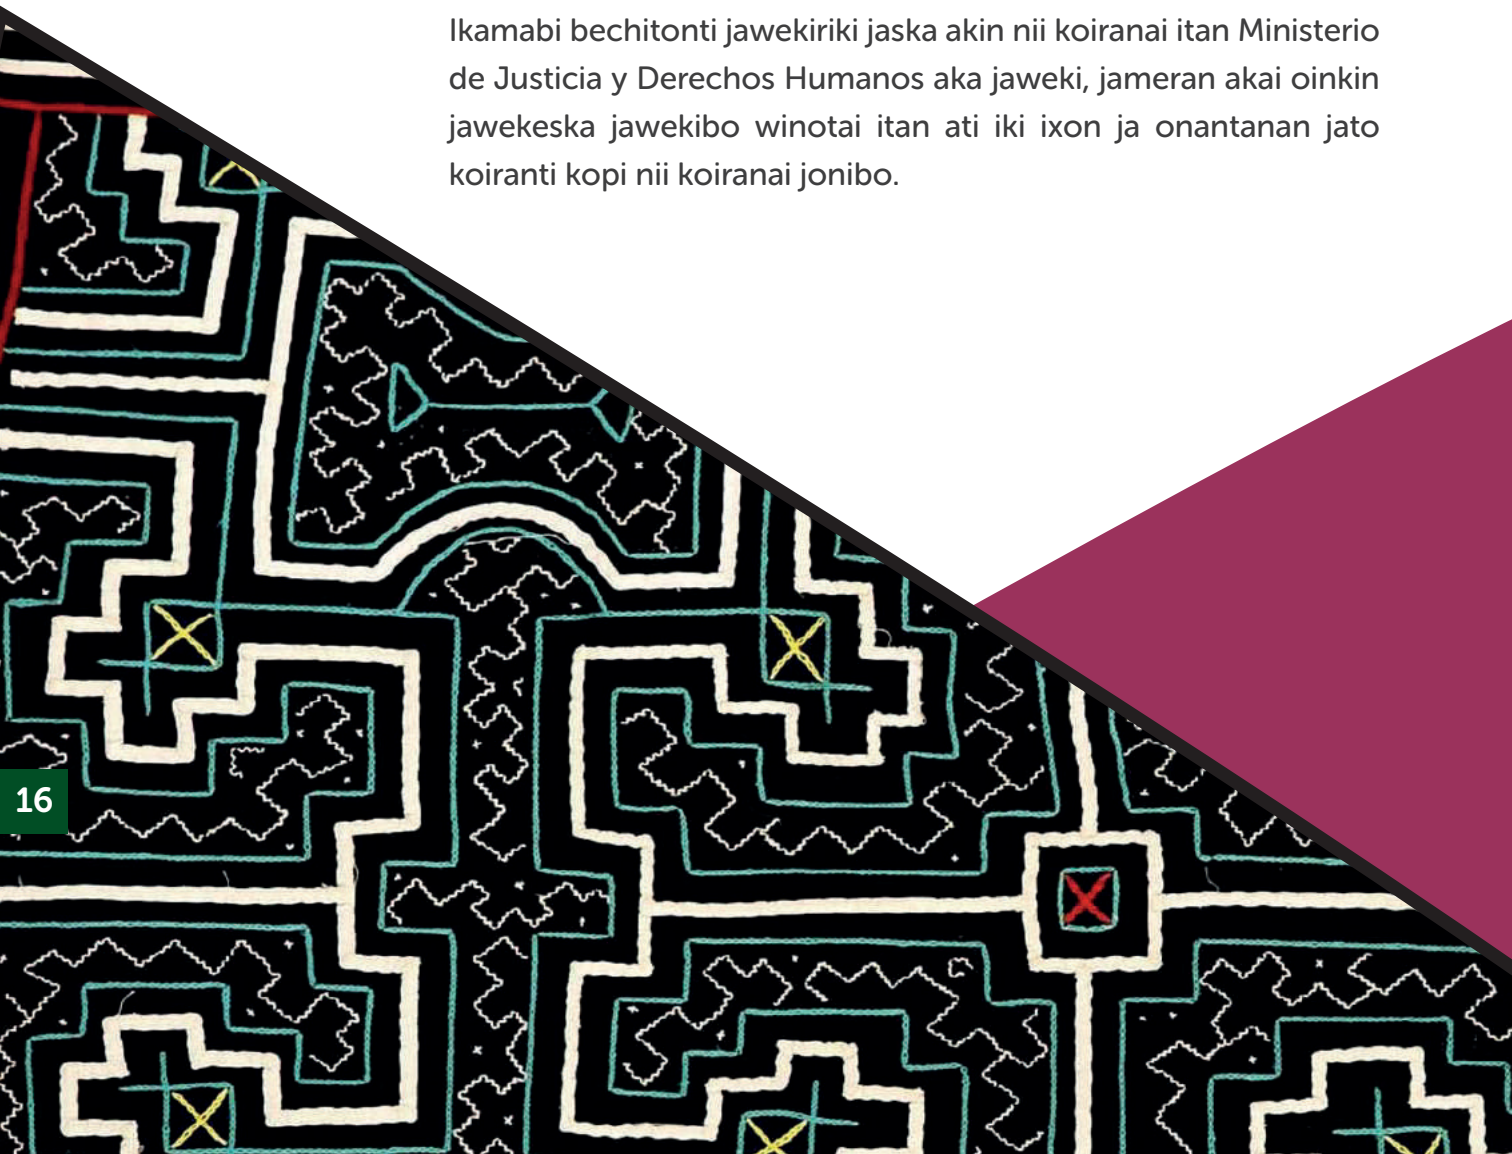 Ikamabi bechitonti jawekiriki jaska akin nii koiranai itan Ministerio
de Justicia y Derechos Humanos aka jaweki, jameran akai oinkin
jawekeska jawekibo winotai itan ati iki ixon ja onantanan jato
koiranti kopi nii koiranai jonibo.
16